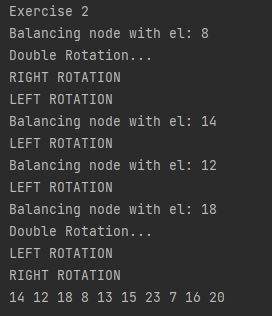 Exercise 2
Balancing node with el: 8
Double Rotation...
RIGHT ROTATION
LEFT ROTATION
Balancing node with el: 14
LEFT ROTATION
Balancing node with el: 12
LEFT ROTATION
Balancing node with el: 18
Double Rotation...
LEFT ROTATION
RIGHT ROTATION
14 12 18 8 13 15 23 7 16 20